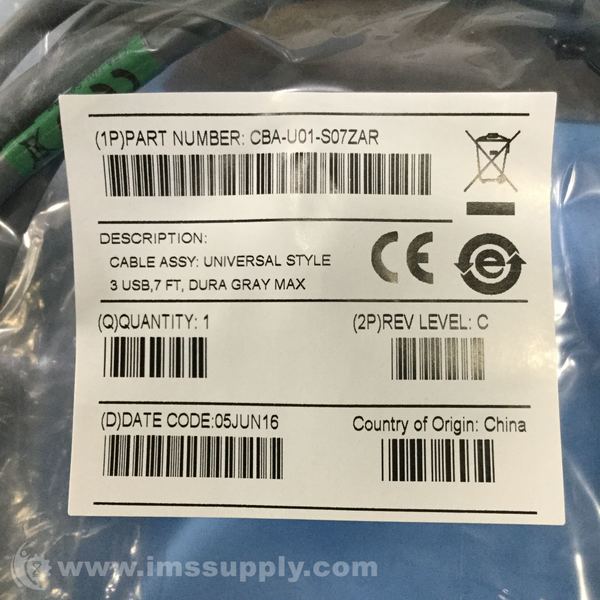 (1P)PART NUMBER: CBA-U01-S07ZAR
DESCRIPTION:
CABLE ASSY: UNIVERSAL STYLE
3 USB,7 FT, DURA GRAY MAX
CE
e
(Q)QUANTITY: 1
(2P)REV LEVEL: C
(D)DATE CODE:05JUN16
Country of Origin: China
www.imssupply.com